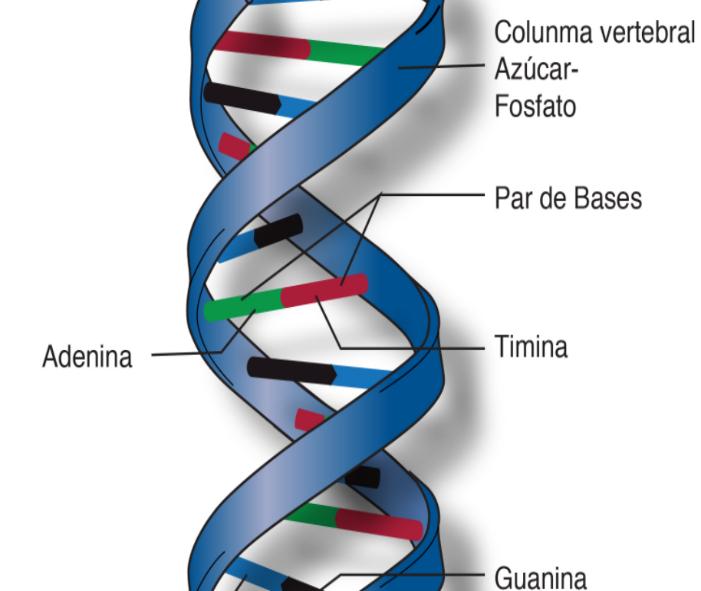 Colunma vertebral
Azúcar-
Fosfato
Par de Bases
Adenina
Timina
Guanina